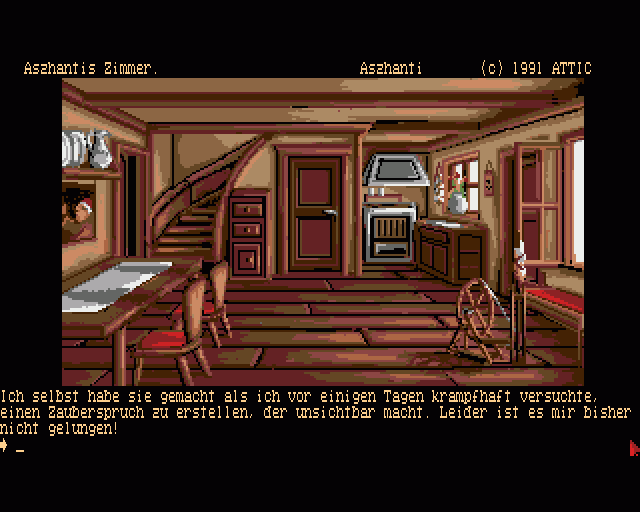 Aszhantis Zimmer. Aszhanti (c) 1991 ATTIC
Ich selbst habe sie gemacht als ich vor einigen Tagen krampfhaft versuchte,
einen Zauberspruch zu erstellen, der unsichtbar macht. Leider ist es mir bisher
nicht gelungen!